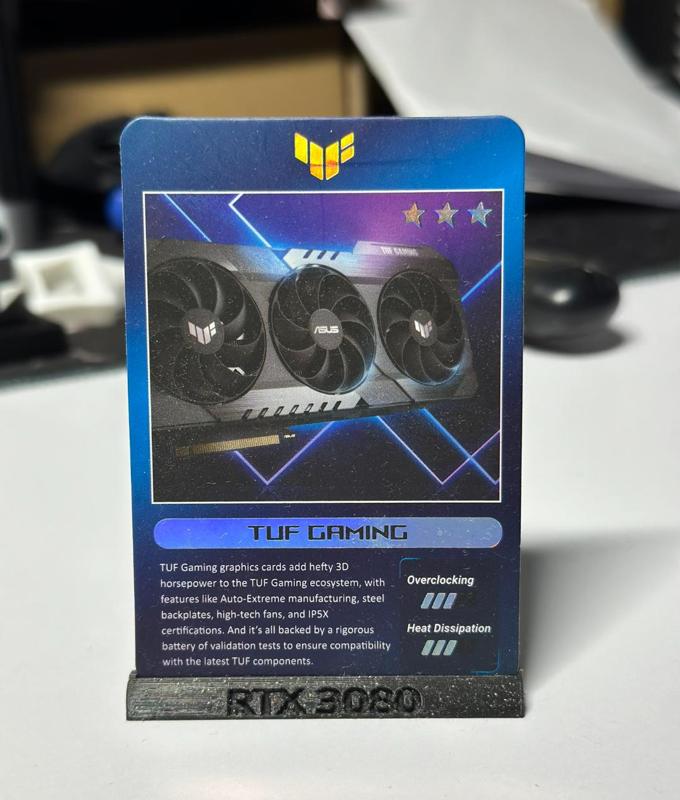 TUF GAMING
ASUS
ASUS
TUF GAMING
TUF Gaming graphics cards add hefty 3D
horsepower to the TUF Gaming ecosystem, with
features like Auto-Extreme manufacturing, steel
backplates, high-tech fans, and IP5X
certifications. And it's all backed by a rigorous
battery of validation tests to ensure compatibility
with the latest TUF components.
Overclocking
Heat Dissipation
RTX 3080